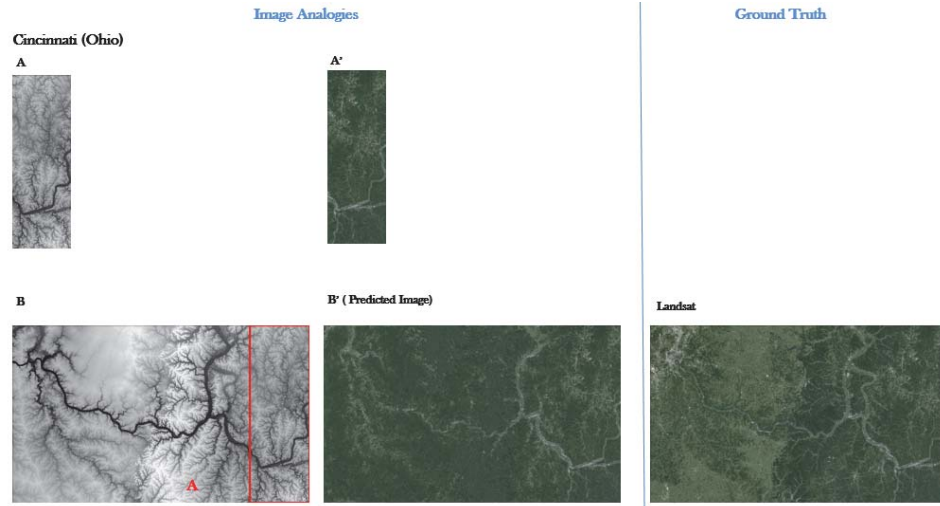 Image Analogies
Ground Truth
Cincinnati (Ohio)
A
A'
B
B' ( Predicted Image)
Landsat
A